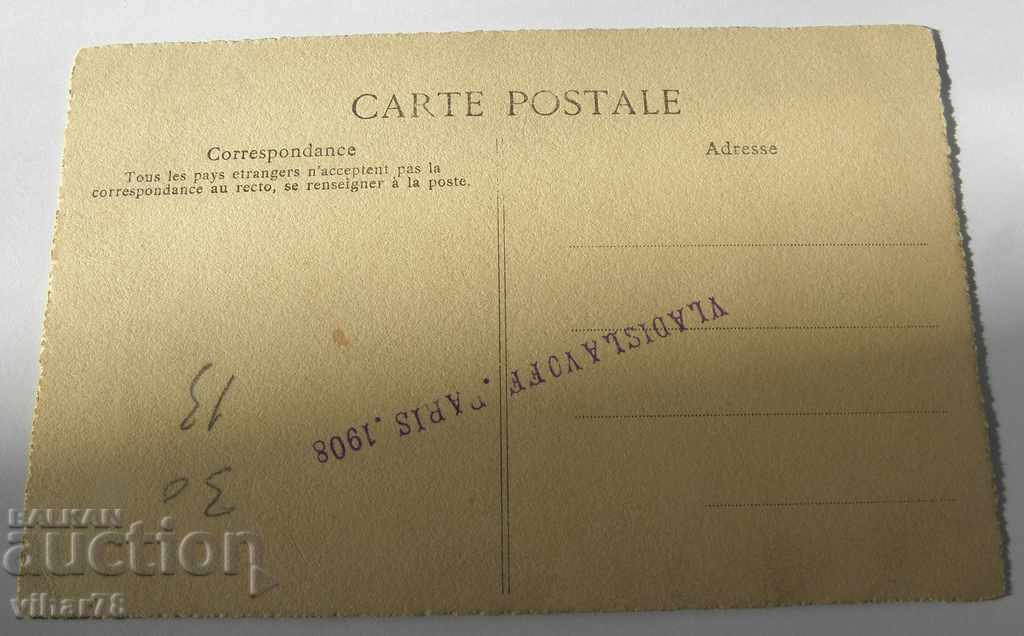 CARTE POSTALE
Correspondance
Tous les pays etrangers n'acceptent pas la
correspondance au recto, se renseigner à la poste.
Adresse
VLADISLAVOFF. PARIS. 1908
13
30
BALKAN
auction
vihar78